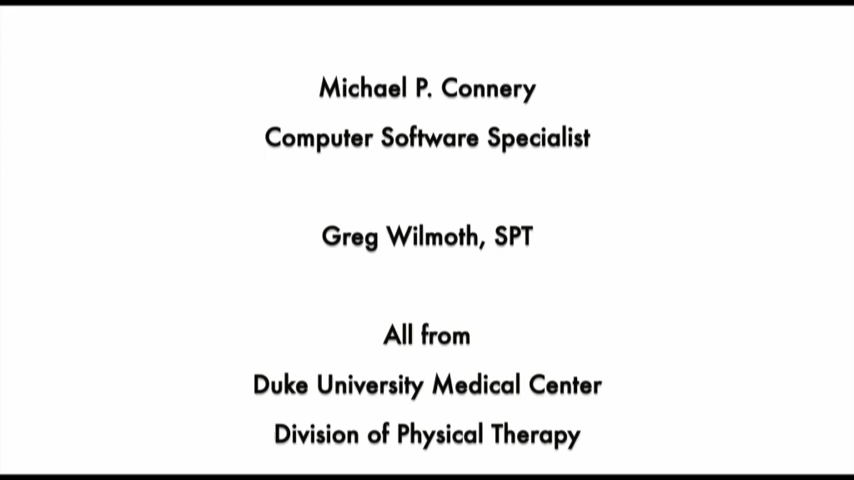 Michael P. Connery
Computer Software Specialist
Greg Wilmoth, SPT
All from
Duke University Medical Center
Division of Physical Therapy